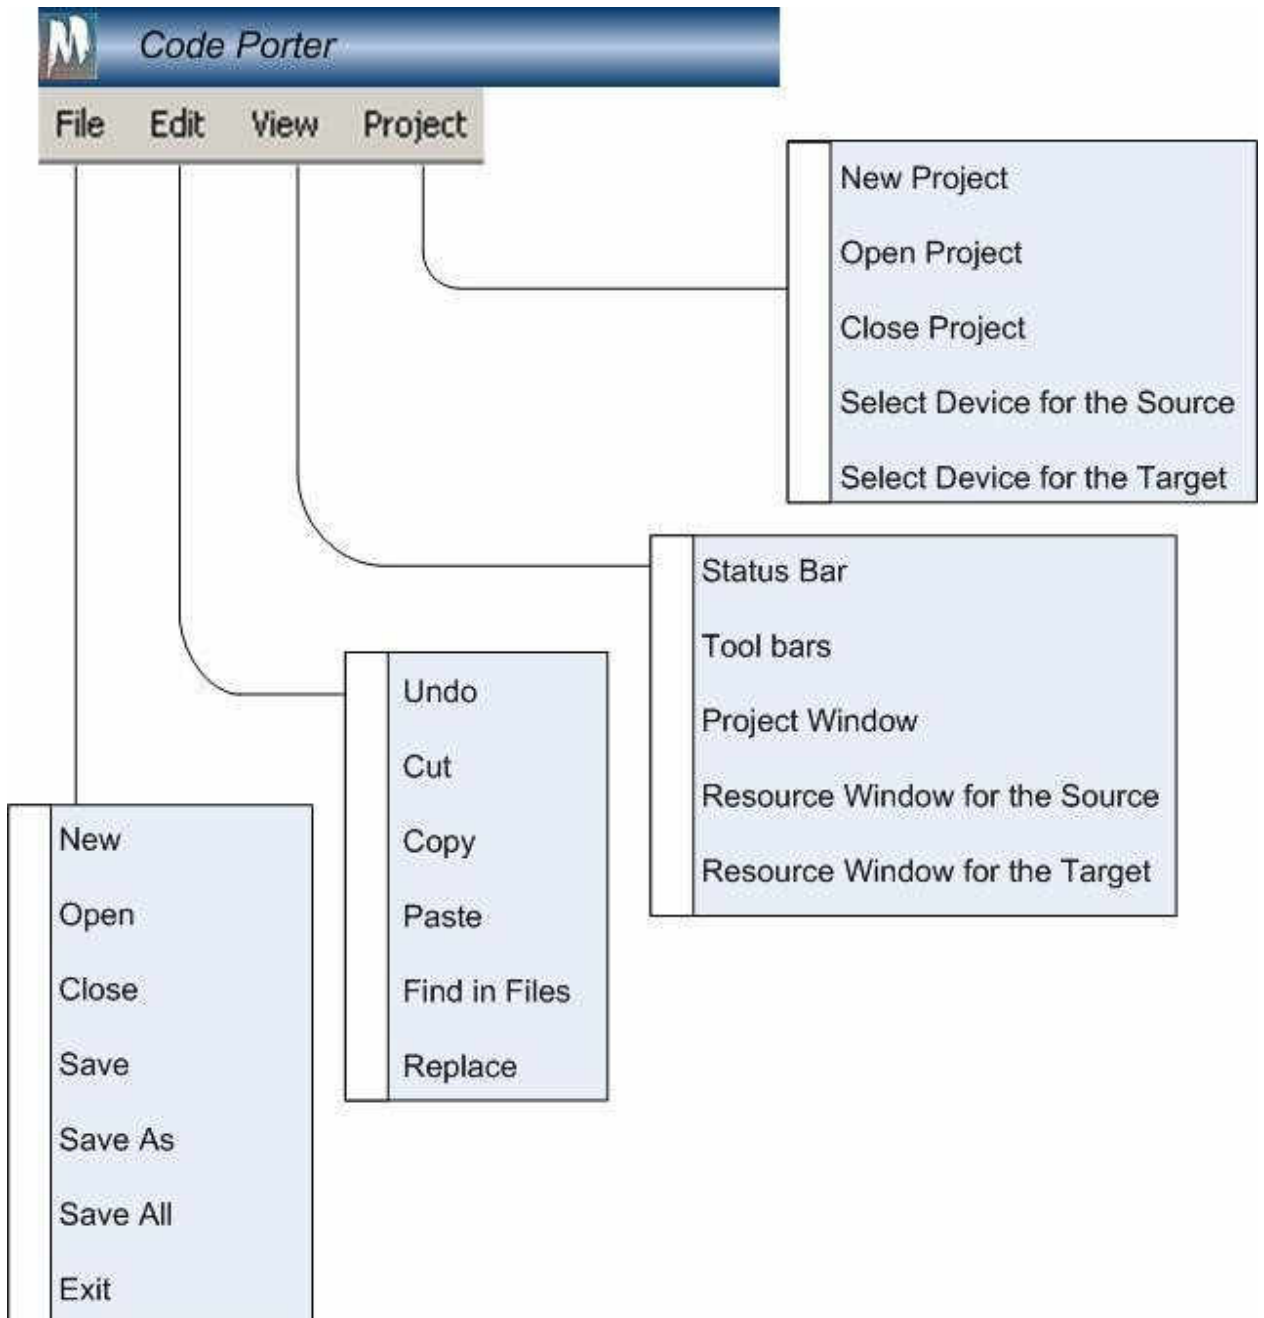 Code Porter
File Edit View Project
New Project
Open Project
Close Project
Select Device for the Source
Select Device for the Target
Status Bar
Tool bars
Project Window
Resource Window for the Source
Resource Window for the Target
Undo
Cut
Copy
Paste
Find in Files
Replace
New
Open
Close
Save
Save As
Save All
Exit